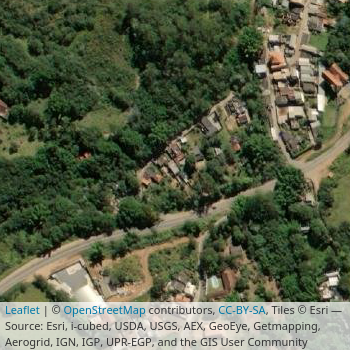 Leaflet | © OpenStreetMap contributors, CC-BY-SA, Tiles © Esri —
Source: Esri, i-cubed, USDA, USGS, AEX, GeoEye, Getmapping,
Aerogrid, IGN, IGP, UPR-EGP, and the GIS User Community